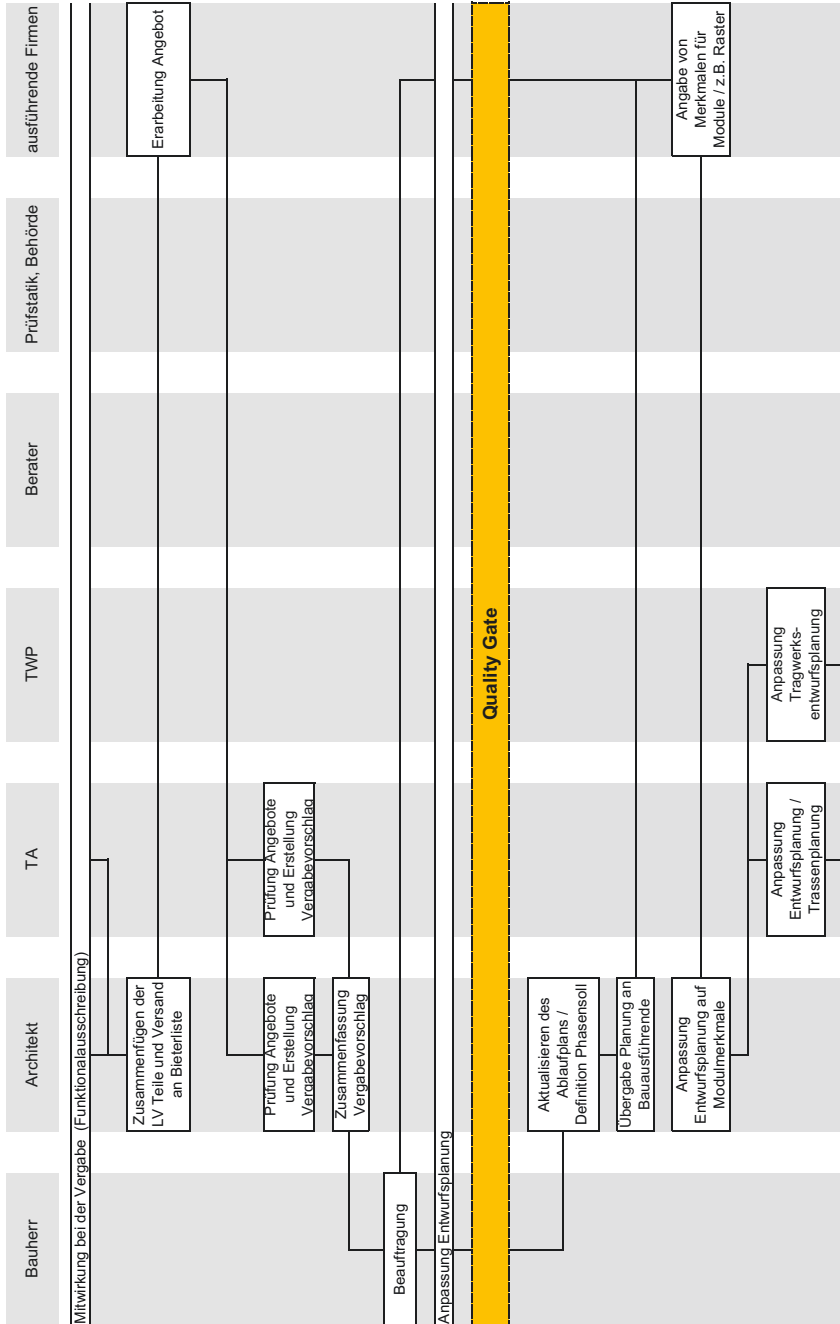 Bauherr
Architekt
TA
TWP
Berater
Prüfstatik, Behörde
ausführende Firmen
Mitwirkung bei der Vergabe (Funktionalausschreibung)
Zusammenfügen der
LV Teile und Versand
an Bieterliste
Erarbeitung Angebot
Prüfung Angebote
und Erstellung
Vergabevorschlag
Prüfung Angebote
und Erstellung
Vergabevorschlag
Zusammenfassung
Vergabevorschlag
Beauftragung
Anpassung Entwurfsplanung
Quality Gate
Aktualisieren des
Ablaufplans /
Definition Phasensoll
Übergabe Planung an
Bauausführende
Anpassung
Entwurfsplanung auf
Modulmerkmale
Angabe von
Merkmalen für
Module / z.B. Raster
Anpassung
Entwurfsplanung /
Trassenplanung
Anpassung
Tragwerks-
entwurfsplanung